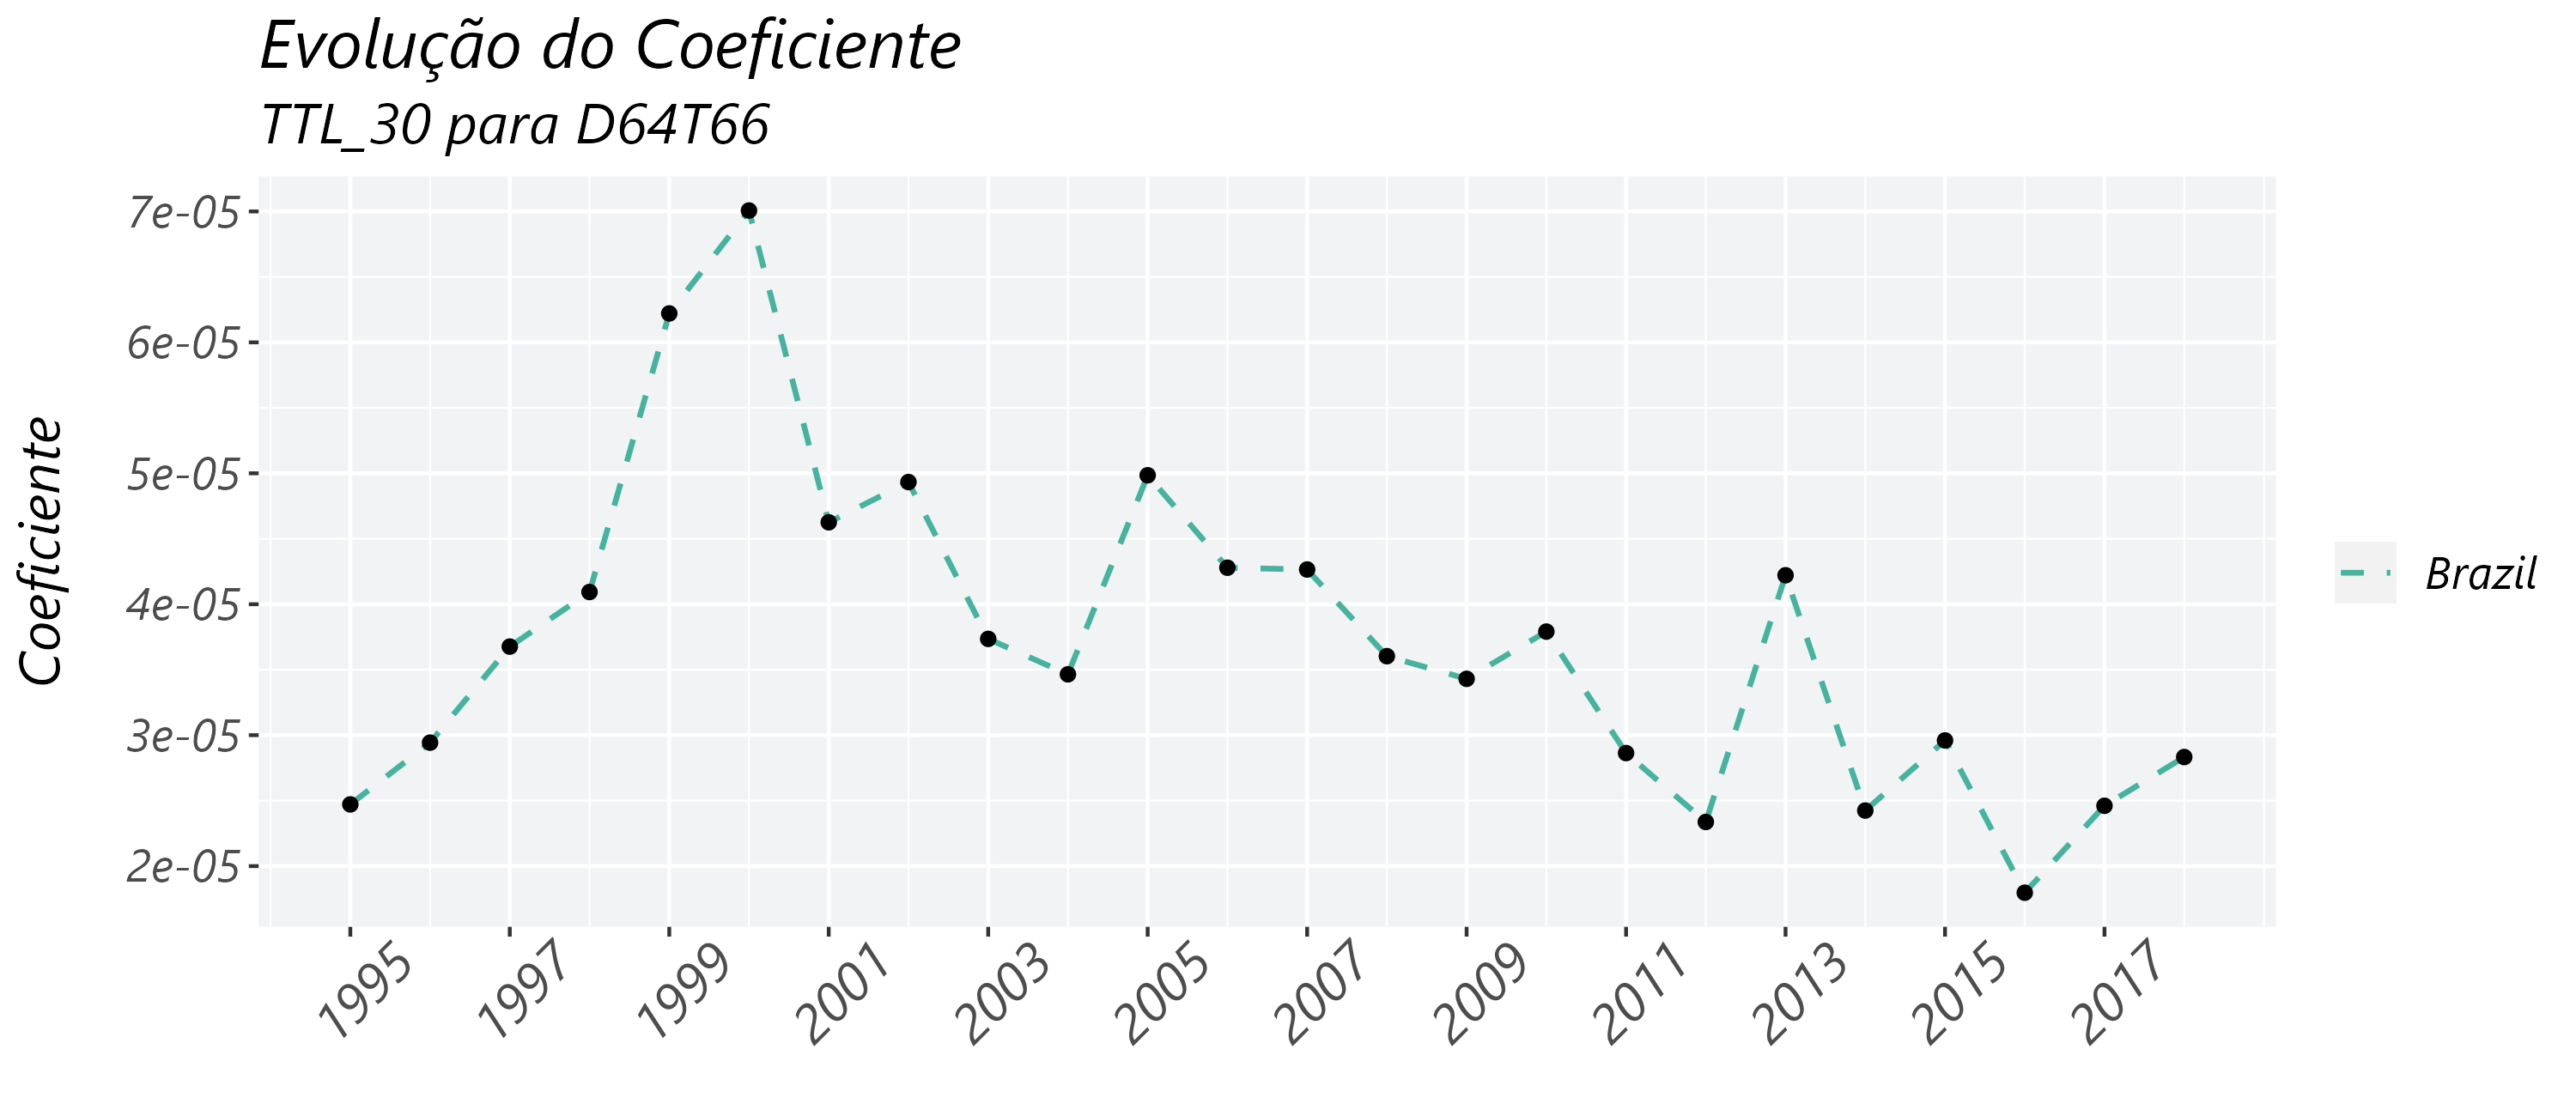 Evolução do Coeficiente
TTL_30 para D64T66
Coeficiente
7e-05
6e-05
5e-05
4e-05
3e-05
2e-05
1995
1997
1999
2001
2003
2005
2007
2009
2011
2013
2015
2017
Brazil